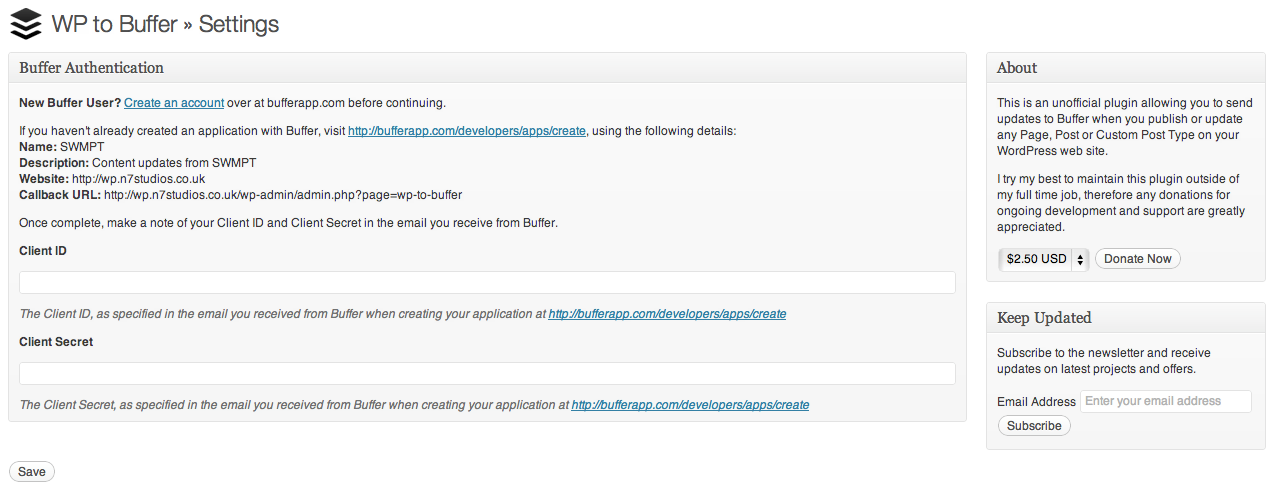 WP to Buffer » Settings
Buffer Authentication
New Buffer User? Create an account over at bufferapp.com before continuing.
If you haven't already created an application with Buffer, visit http://bufferapp.com/developers/apps/create, using the following details:
Name: SWMPT
Description: Content updates from SWMPT
Website: http://wp.n7studios.co.uk
Callback URL: http://wp.n7studios.co.uk/wp-admin/admin.php?page=wp-to-buffer
Once complete, make a note of your Client ID and Client Secret in the email you receive from Buffer.
Client ID
The Client ID, as specified in the email you received from Buffer when creating your application at http://bufferapp.com/developers/apps/create
Client Secret
The Client Secret, as specified in the email you received from Buffer when creating your application at http://bufferapp.com/developers/apps/create
Save
About
This is an unofficial plugin allowing you to send
updates to Buffer when you publish or update
any Page, Post or Custom Post Type on your
WordPress web site.
I try my best to maintain this plugin outside of
my full time job, therefore any donations for
ongoing development and support are greatly
appreciated.
$2.50 USD Donate Now
Keep Updated
Subscribe to the newsletter and receive
updates on latest projects and offers.
Email Address Enter your email address
Subscribe